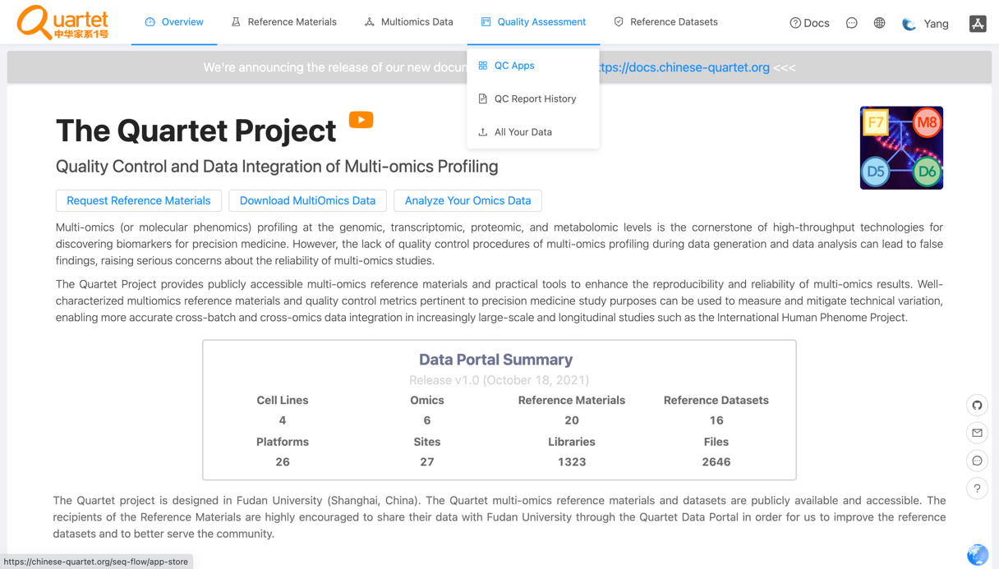 Quartet
中华家系1号
Overview
Reference Materials
Multiomics Data
Quality Assessment
Reference Datasets
Docs
Yang
We're announcing the release of our new
ttps://docs.chinese-quartet.org <<<
QC Apps
QC Report History
All Your Data
The Quartet Project
F7
M8
D5
D6
Quality Control and Data Integration of Multi-omics Profiling
Request Reference Materials
Download MultiOmics Data
Analyze Your Omics Data
Multi-omics (or molecular phenomics) profiling at the genomic, transcriptomic, proteomic, and metabolomic levels is the cornerstone of high-throughput technologies for
discovering biomarkers for precision medicine. However, the lack of quality control procedures of multi-omics profiling during data generation and data analysis can lead to false
findings, raising serious concerns about the reliability of multi-omics studies.
The Quartet Project provides publicly accessible multi-omics reference materials and practical tools to enhance the reproducibility and reliability of multi-omics results. Well-
characterized multiomics reference materials and quality control metrics pertinent to precision medicine study purposes can be used to measure and mitigate technical variation,
enabling more accurate cross-batch and cross-omics data integration in increasingly large-scale and longitudinal studies such as the International Human Phenome Project.
Data Portal Summary
Release v1.0 (October 18, 2021)
Cell Lines
Omics
Reference Materials
Reference Datasets
4
6
20
16
Platforms
Sites
Libraries
Files
26
27
1323
2646
The Quartet project is designed in Fudan University (Shanghai, China). The Quartet multi-omics reference materials and datasets are publicly available and accessible. The
recipients of the Reference Materials are highly encouraged to share their data with Fudan University through the Quartet Data Portal in order for us to improve the reference
datasets and to better serve the community.
https://chinese-quartet.org/seq-flow/app-store